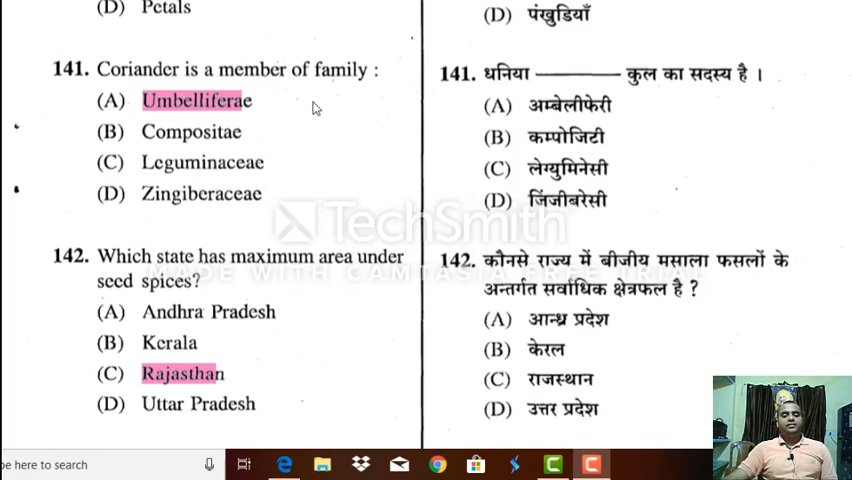 (D) Petals
141. Coriander is a member of family :
(A) Umbelliferae
(B) Compositae
(C) Leguminaceae
(D) Zingiberaceae
142. Which state has maximum area under
seed spices?
(A) Andhra Pradesh
(B) Kerala
(C) Rajasthan
(D) Uttar Pradesh
(D) पंखुडियाँ
141. धनिया ———— कुल का सदस्य है ।
(A) अम्बेलीफेरी
(B) कम्पोजिटी
(C) लेग्युमिनेसी
(D) जिंजीबरेसी
142. कौनसे राज्य में बीजीय मसाला फसलों के
अन्तर्गत सर्वाधिक क्षेत्रफल है ?
(A) आन्ध्र प्रदेश
(B) केरल
(C) राजस्थान
(D) उत्तर प्रदेश
TechSmith
MADE WITH CAMTASIA FREE TRIAL
pe here to search